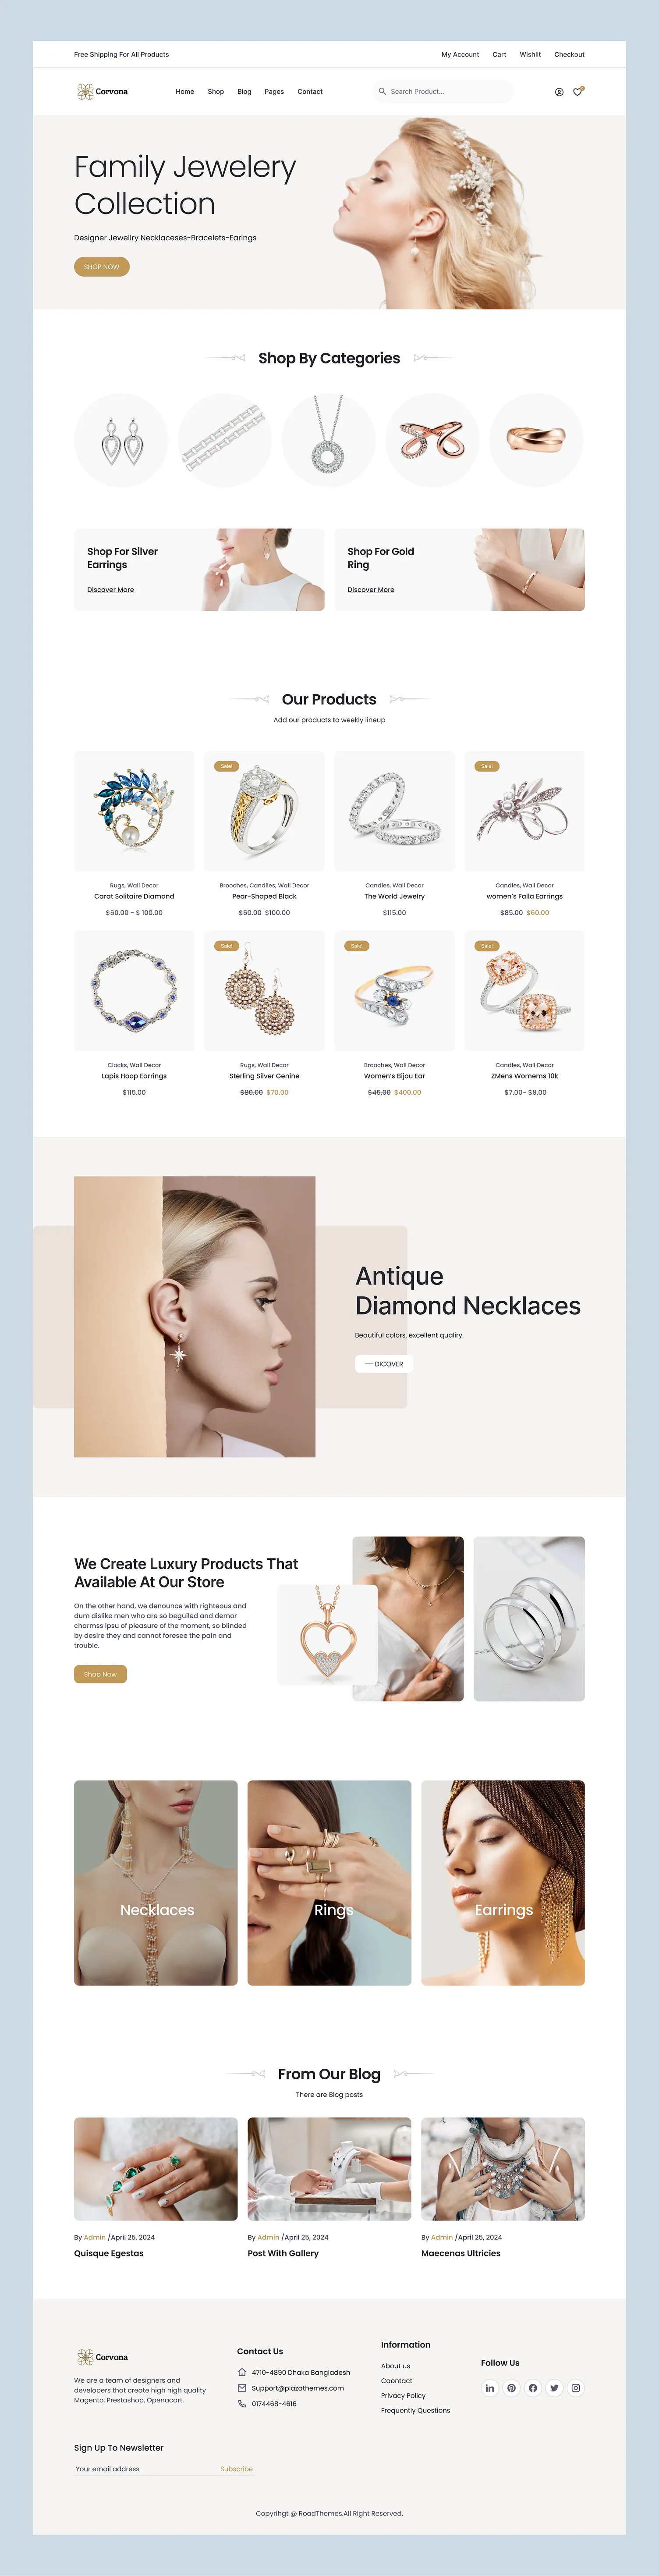 Free Shipping For All Products
My Account Cart Wishlit Checkout
Corvona
Home Shop Blog Pages Contact
Search Product...
Family Jewelery
Collection
Designer Jewellry Necklaceses-Bracelets-Earings
SHOP NOW
Shop By Categories
Shop For Silver
Earrings
Discover More
Shop For Gold
Ring
Discover More
Our Products
Add our products to weekly lineup
Sale!
Sale!
Rugs, Wall Decor
Carat Solitaire Diamond
$60.00 - $ 100.00
Brooches, Candlles, Wall Decor
Pear-Shaped Black
$60.00 $100.00
Candles, Wall Decor
The World Jewelry
$115.00
Candles, Wall Decor
women's Falla Earrings
$85.00 $60.00
Sale!
Sale!
Sale!
Clocks, Wall Decor
Lapis Hoop Earrings
$115.00
Rugs, Wall Decor
Sterling Silver Genine
$80.00 $70.00
Brooches, Wall Decor
Women's Bijou Ear
$45.00 $400.00
Candles, Wall Decor
ZMens Womems 10k
$7.00- $9.00
Antique
Diamond Necklaces
Beautiful colors. excellent qualiry.
DICOVER
We Create Luxury Products That
Available At Our Store
On the other hand, we denounce with righteous and
dum dislike men who are so beguiled and demor
charmss ipsu of pleasure of the moment, so blinded
by desire they and cannot foresee the pain and
trouble.
Shop Now
Necklaces
Rings
Earrings
From Our Blog
There are Blog posts
By Admin /April 25, 2024
Quisque Egestas
By Admin /April 25, 2024
Post With Gallery
By Admin /April 25, 2024
Maecenas Ultricies
Corvona
We are a team of designers and
developers that create high high quality
Magento, Prestashop, Openacart.
Contact Us
4710-4890 Dhaka Bangladesh
Support@plazathemes.com
0174468-4616
Information
About us
Caontact
Privacy Policy
Frequently Questions
Follow Us
Sign Up To Newsletter
Your email address
Subscribe
Copyrihgt @ RoadThemes.All Right Reserved.